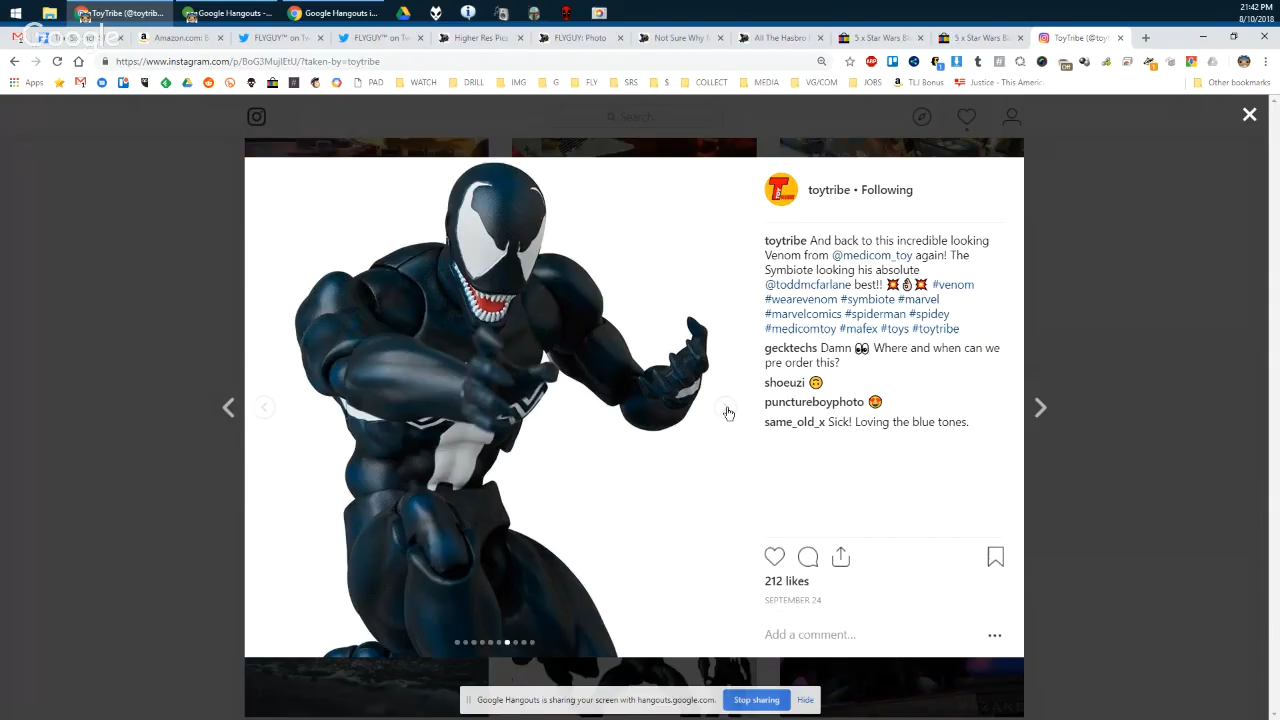 ToyTribe (@toytrib...
Google Hangouts -...
Google Hangouts i...
21:42
8/10/2018
Google
Amazon.com: B
FLYGUY™ on Tw
FLYGUY™ on Tw
Higher Res Pic
FLYGUY: Photo
Not Sure Why M
All The Hasbro
5 x Star Wars Bl
5 x Star Wars Bl
ToyTribe (@toyt
https://www.instagram.com/p/BoG3MujlEtU/?taken-by=toytribe
Apps
PAD
WATCH
DRILL
IMG
G
FLY
SRS
$
COLLECT
MEDIA
VG/COM
JOBS
TLJ Bonus
Justice - This Americ
Other bookmarks
Search
toytribe • Following
toytribe And back to this incredible looking
Venom from @medicom_toy again! The
Symbiote looking his absolute
@toddmcfarlane best!! 💥👌🏻💥 #venom
#wearevenom #symbiote #marvel
#marvelcomics #spiderman #spidey
#medicomtoy #mafex #toys #toytribe
gecktechs Damn 👀 Where and when can we
pre order this?
shoeuzi 🙃
punctureboyphoto 😍
same_old_x Sick! Loving the blue tones.
212 likes
SEPTEMBER 24
Add a comment...
Google Hangouts is sharing your screen with hangouts.google.com.
Stop sharing
Hide